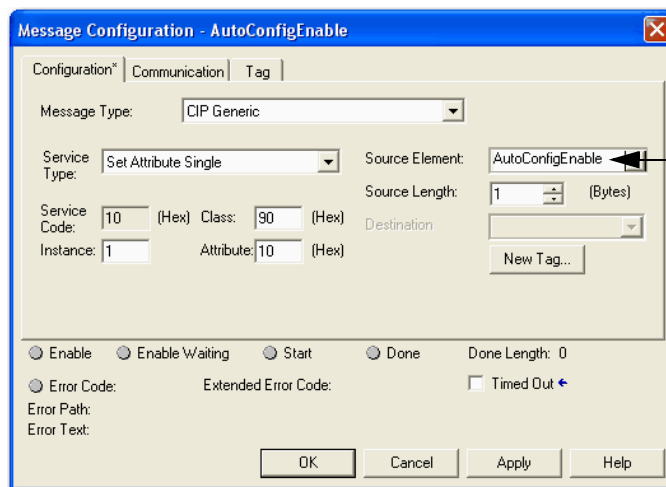 Message Configuration - AutoConfigEnable
Configuration* Communication Tag
Message Type: CIP Generic
Service Type: Set Attribute Single Source Element: AutoConfigEnable
Source Length: 1 (Bytes)
Service Code: 10 (Hex) Class: 90 (Hex) Destination
Instance: 1 Attribute: 10 (Hex) New Tag...
Enable Enable Waiting Start Done Done Length: 0
Error Code: Extended Error Code: Timed Out
Error Path:
Error Text:
OK Cancel Apply Help